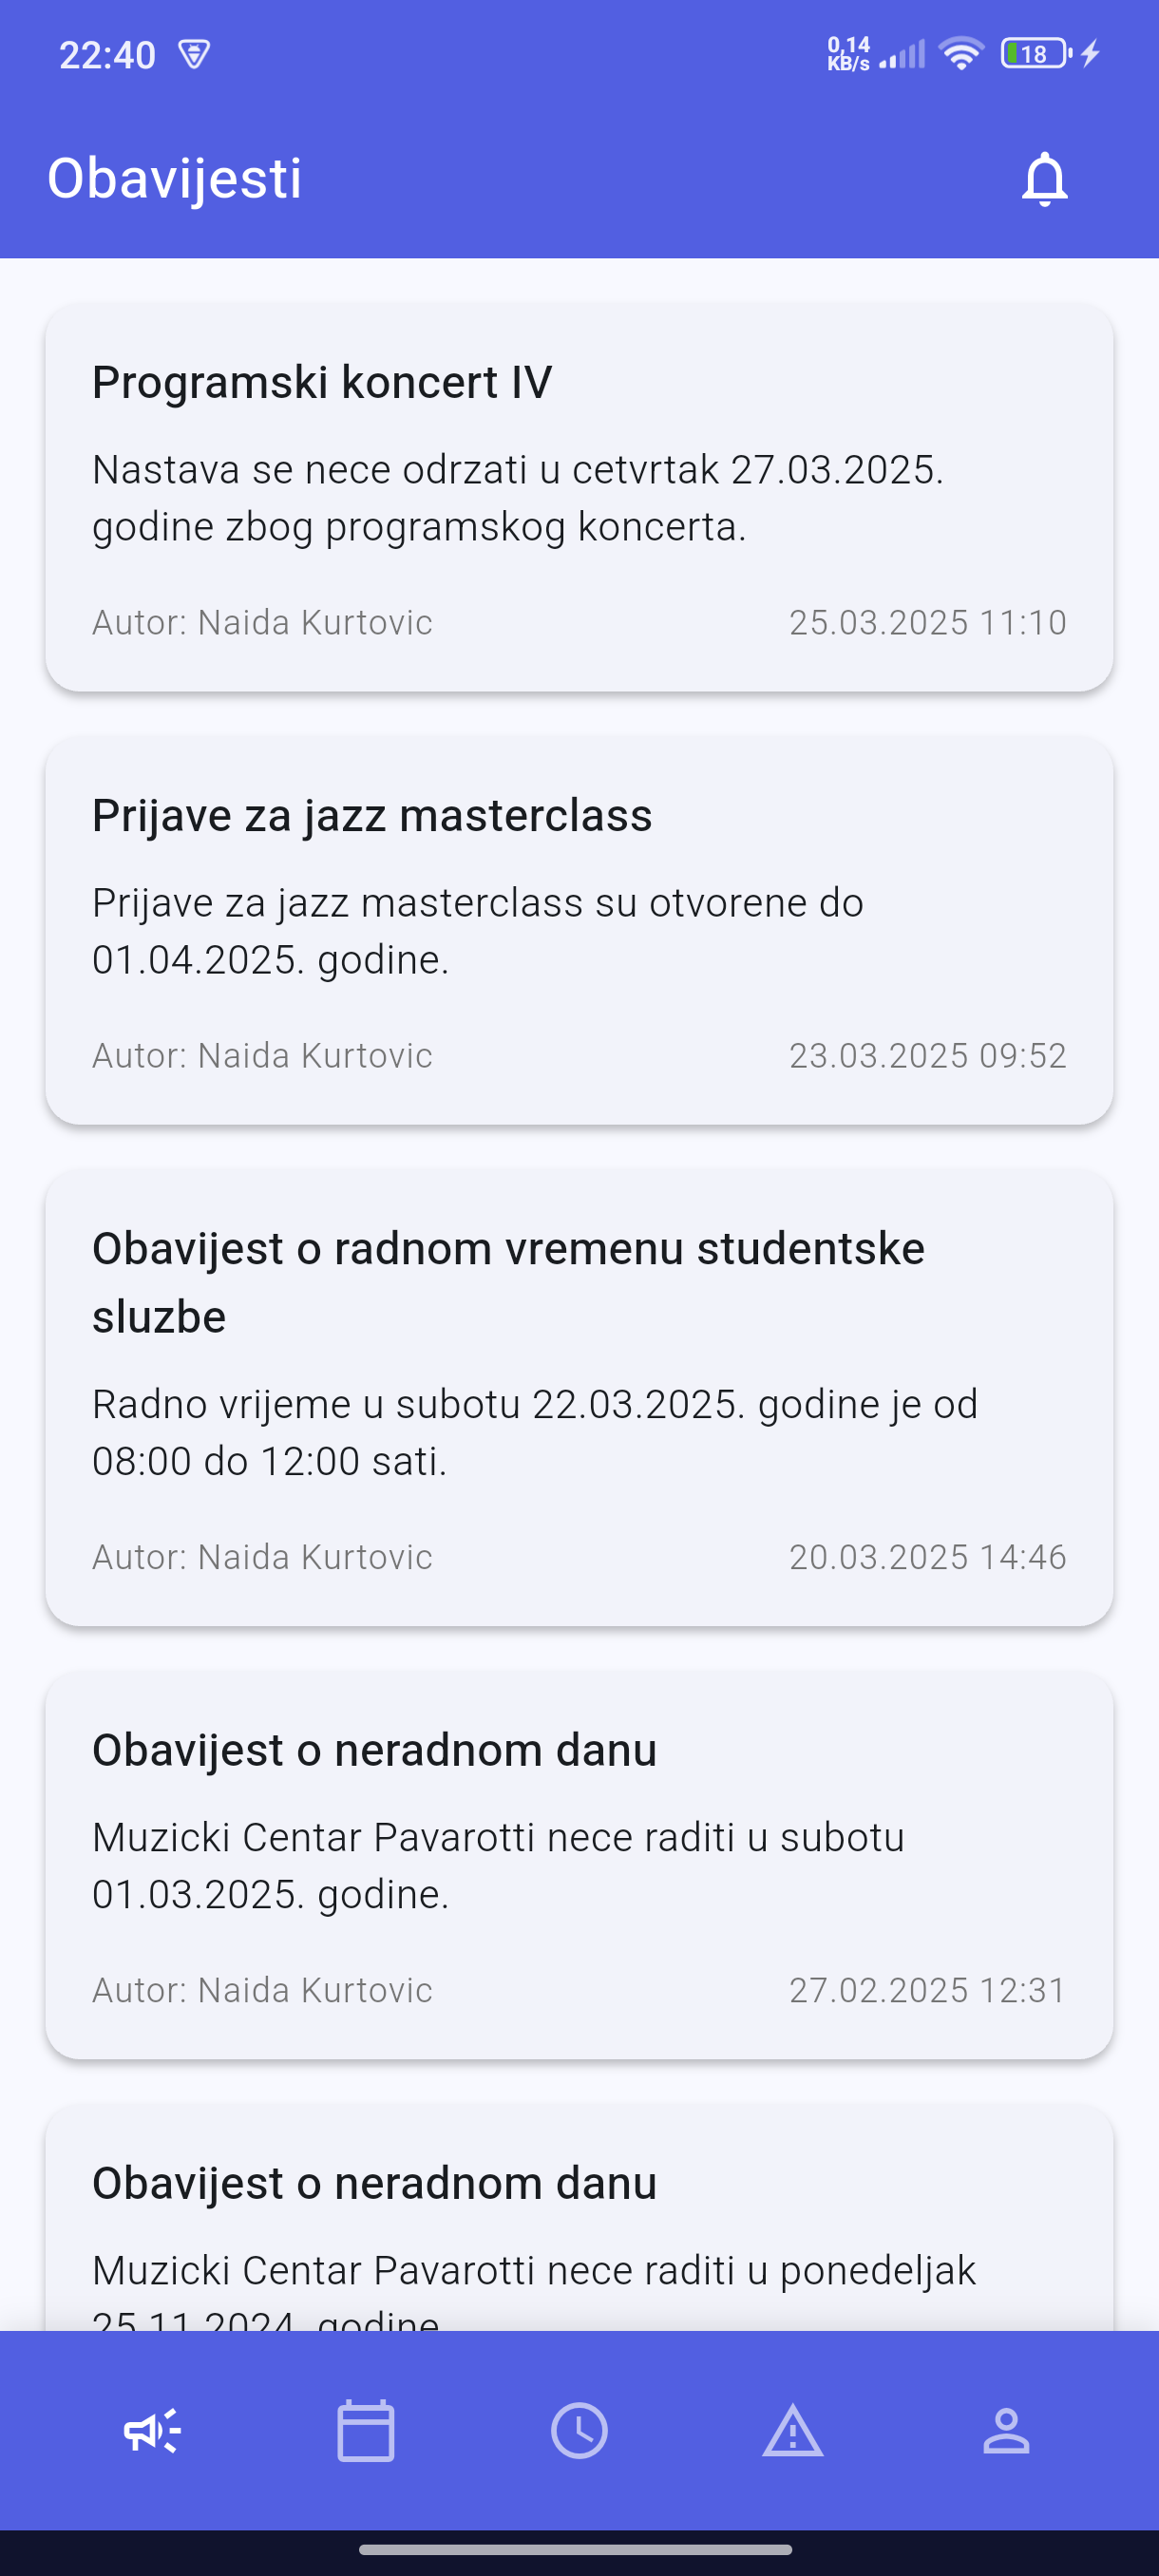 22:40
0,14
KB/s
18
Obavijesti
Programski koncert IV
Nastava se nece odrzati u cetvrtak 27.03.2025.
godine zbog programskog koncerta.
Autor: Naida Kurtovic 25.03.2025 11:10
Prijave za jazz masterclass
Prijave za jazz masterclass su otvorene do
01.04.2025. godine.
Autor: Naida Kurtovic 23.03.2025 09:52
Obavijest o radnom vremenu studentske
sluzbe
Radno vrijeme u subotu 22.03.2025. godine je od
08:00 do 12:00 sati.
Autor: Naida Kurtovic 20.03.2025 14:46
Obavijest o neradnom danu
Muzicki Centar Pavarotti nece raditi u subotu
01.03.2025. godine.
Autor: Naida Kurtovic 27.02.2025 12:31
Obavijest o neradnom danu
Muzicki Centar Pavarotti nece raditi u ponedeljak
25.11.2024. godine